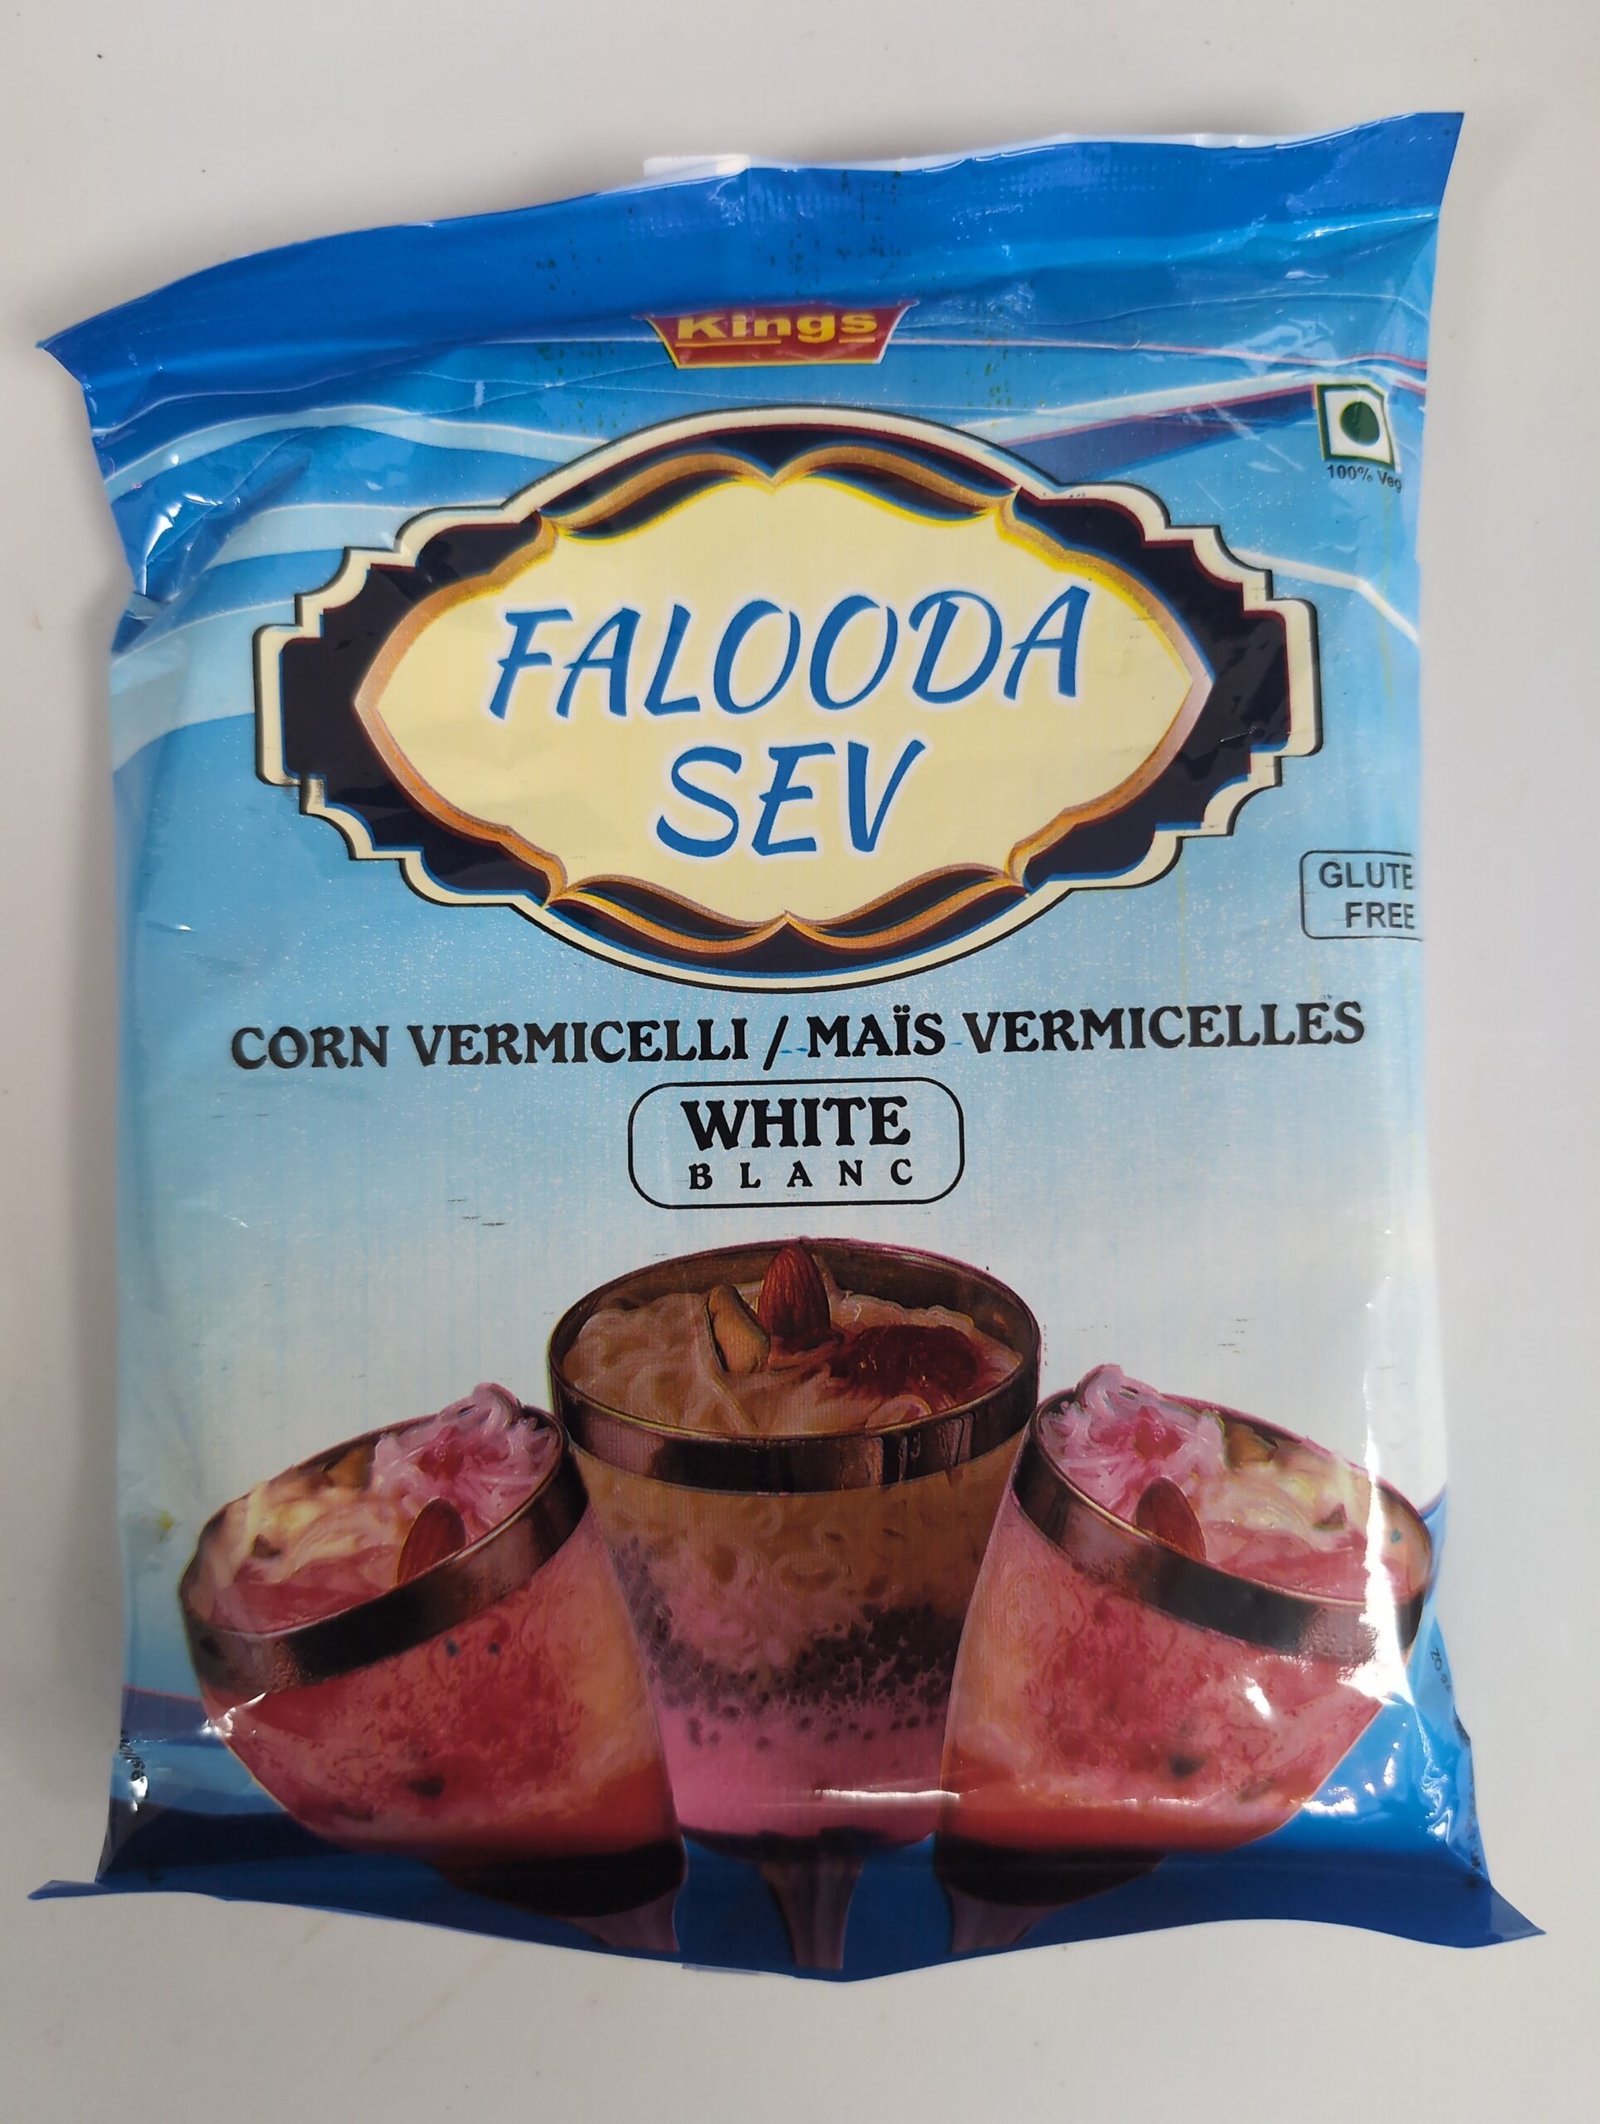 Kings
100% Veg
FALOODA
SEV
GLUTE
FREE
CORN VERMICELLI / MAÏS VERMICELLES
WHITE
BLANC